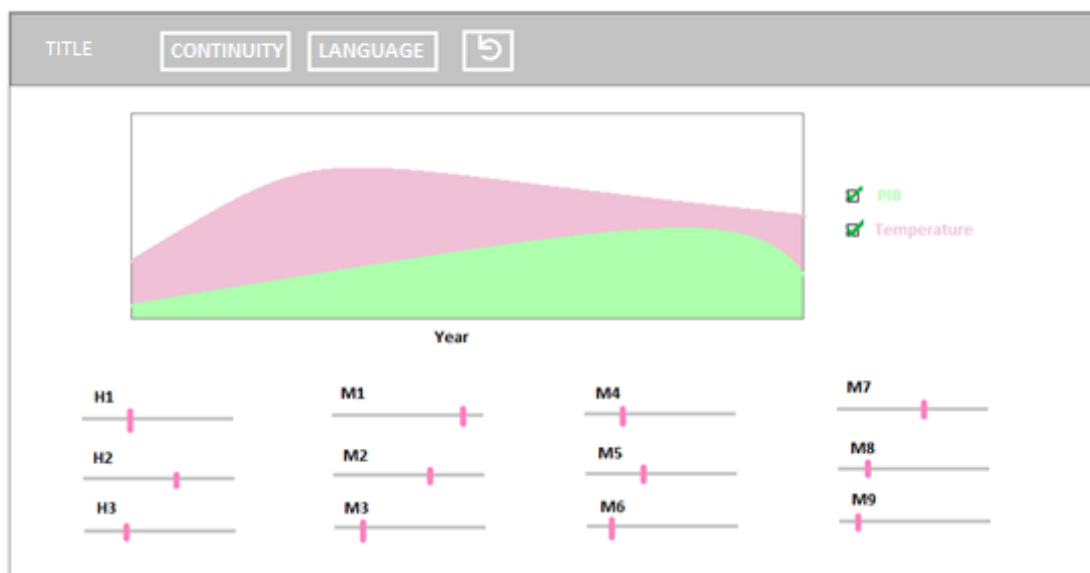 TITLE CONTINUITY LANGUAGE
PIB
Temperature
Year
H1 M1 M4 M7
H2 M2 M5 M8
H3 M3 M6 M9